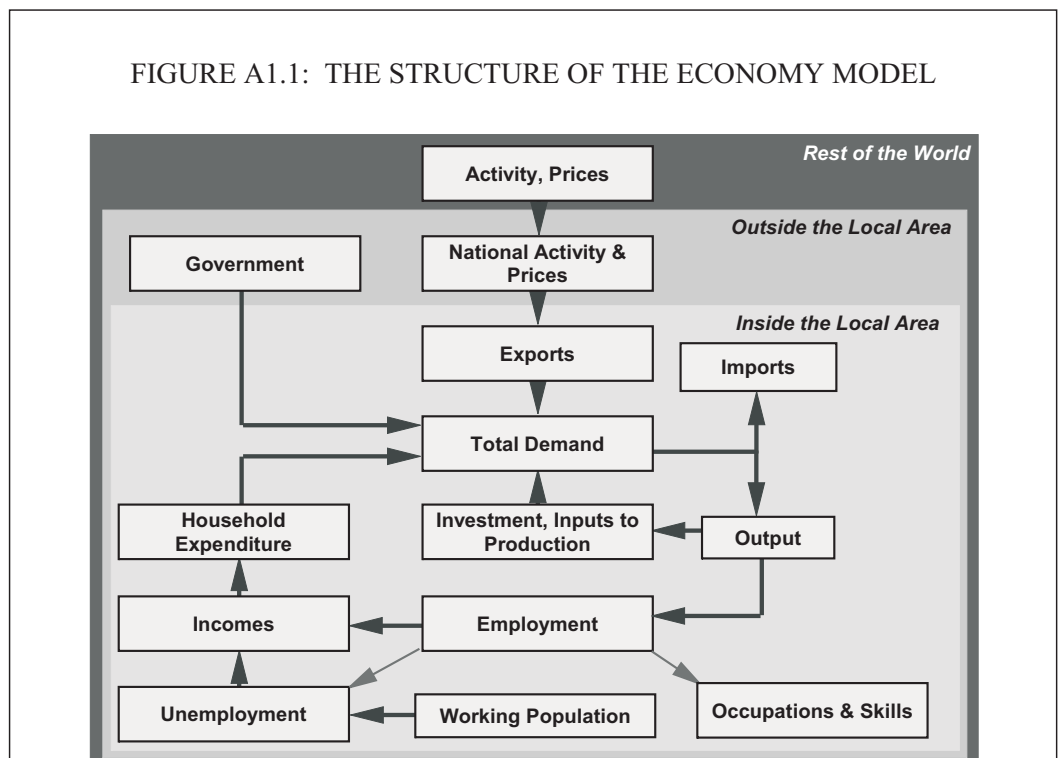 FIGURE A1.1: THE STRUCTURE OF THE ECONOMY MODEL
Rest of the World
Activity, Prices
Outside the Local Area
Government
National Activity &
Prices
Inside the Local Area
Exports
Imports
Total Demand
Household
Expenditure
Investment, Inputs to
Production
Output
Incomes
Employment
Unemployment
Working Population
Occupations & Skills